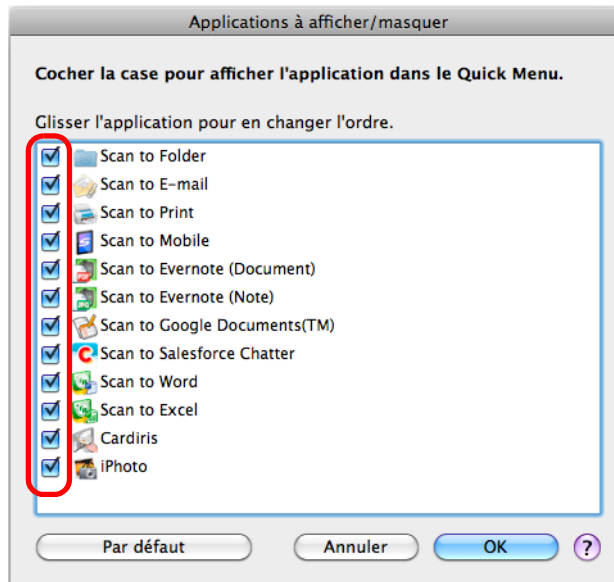 Applications à afficher/masquer
Cocher la case pour afficher l'application dans le Quick Menu.
Glisser l'application pour en changer l'ordre.
Scan to Folder
Scan to E-mail
Scan to Print
Scan to Mobile
Scan to Evernote (Document)
Scan to Evernote (Note)
Scan to Google Documents(TM)
Scan to Salesforce Chatter
Scan to Word
Scan to Excel
Cardiris
iPhoto
Par défaut Annuler OK ?